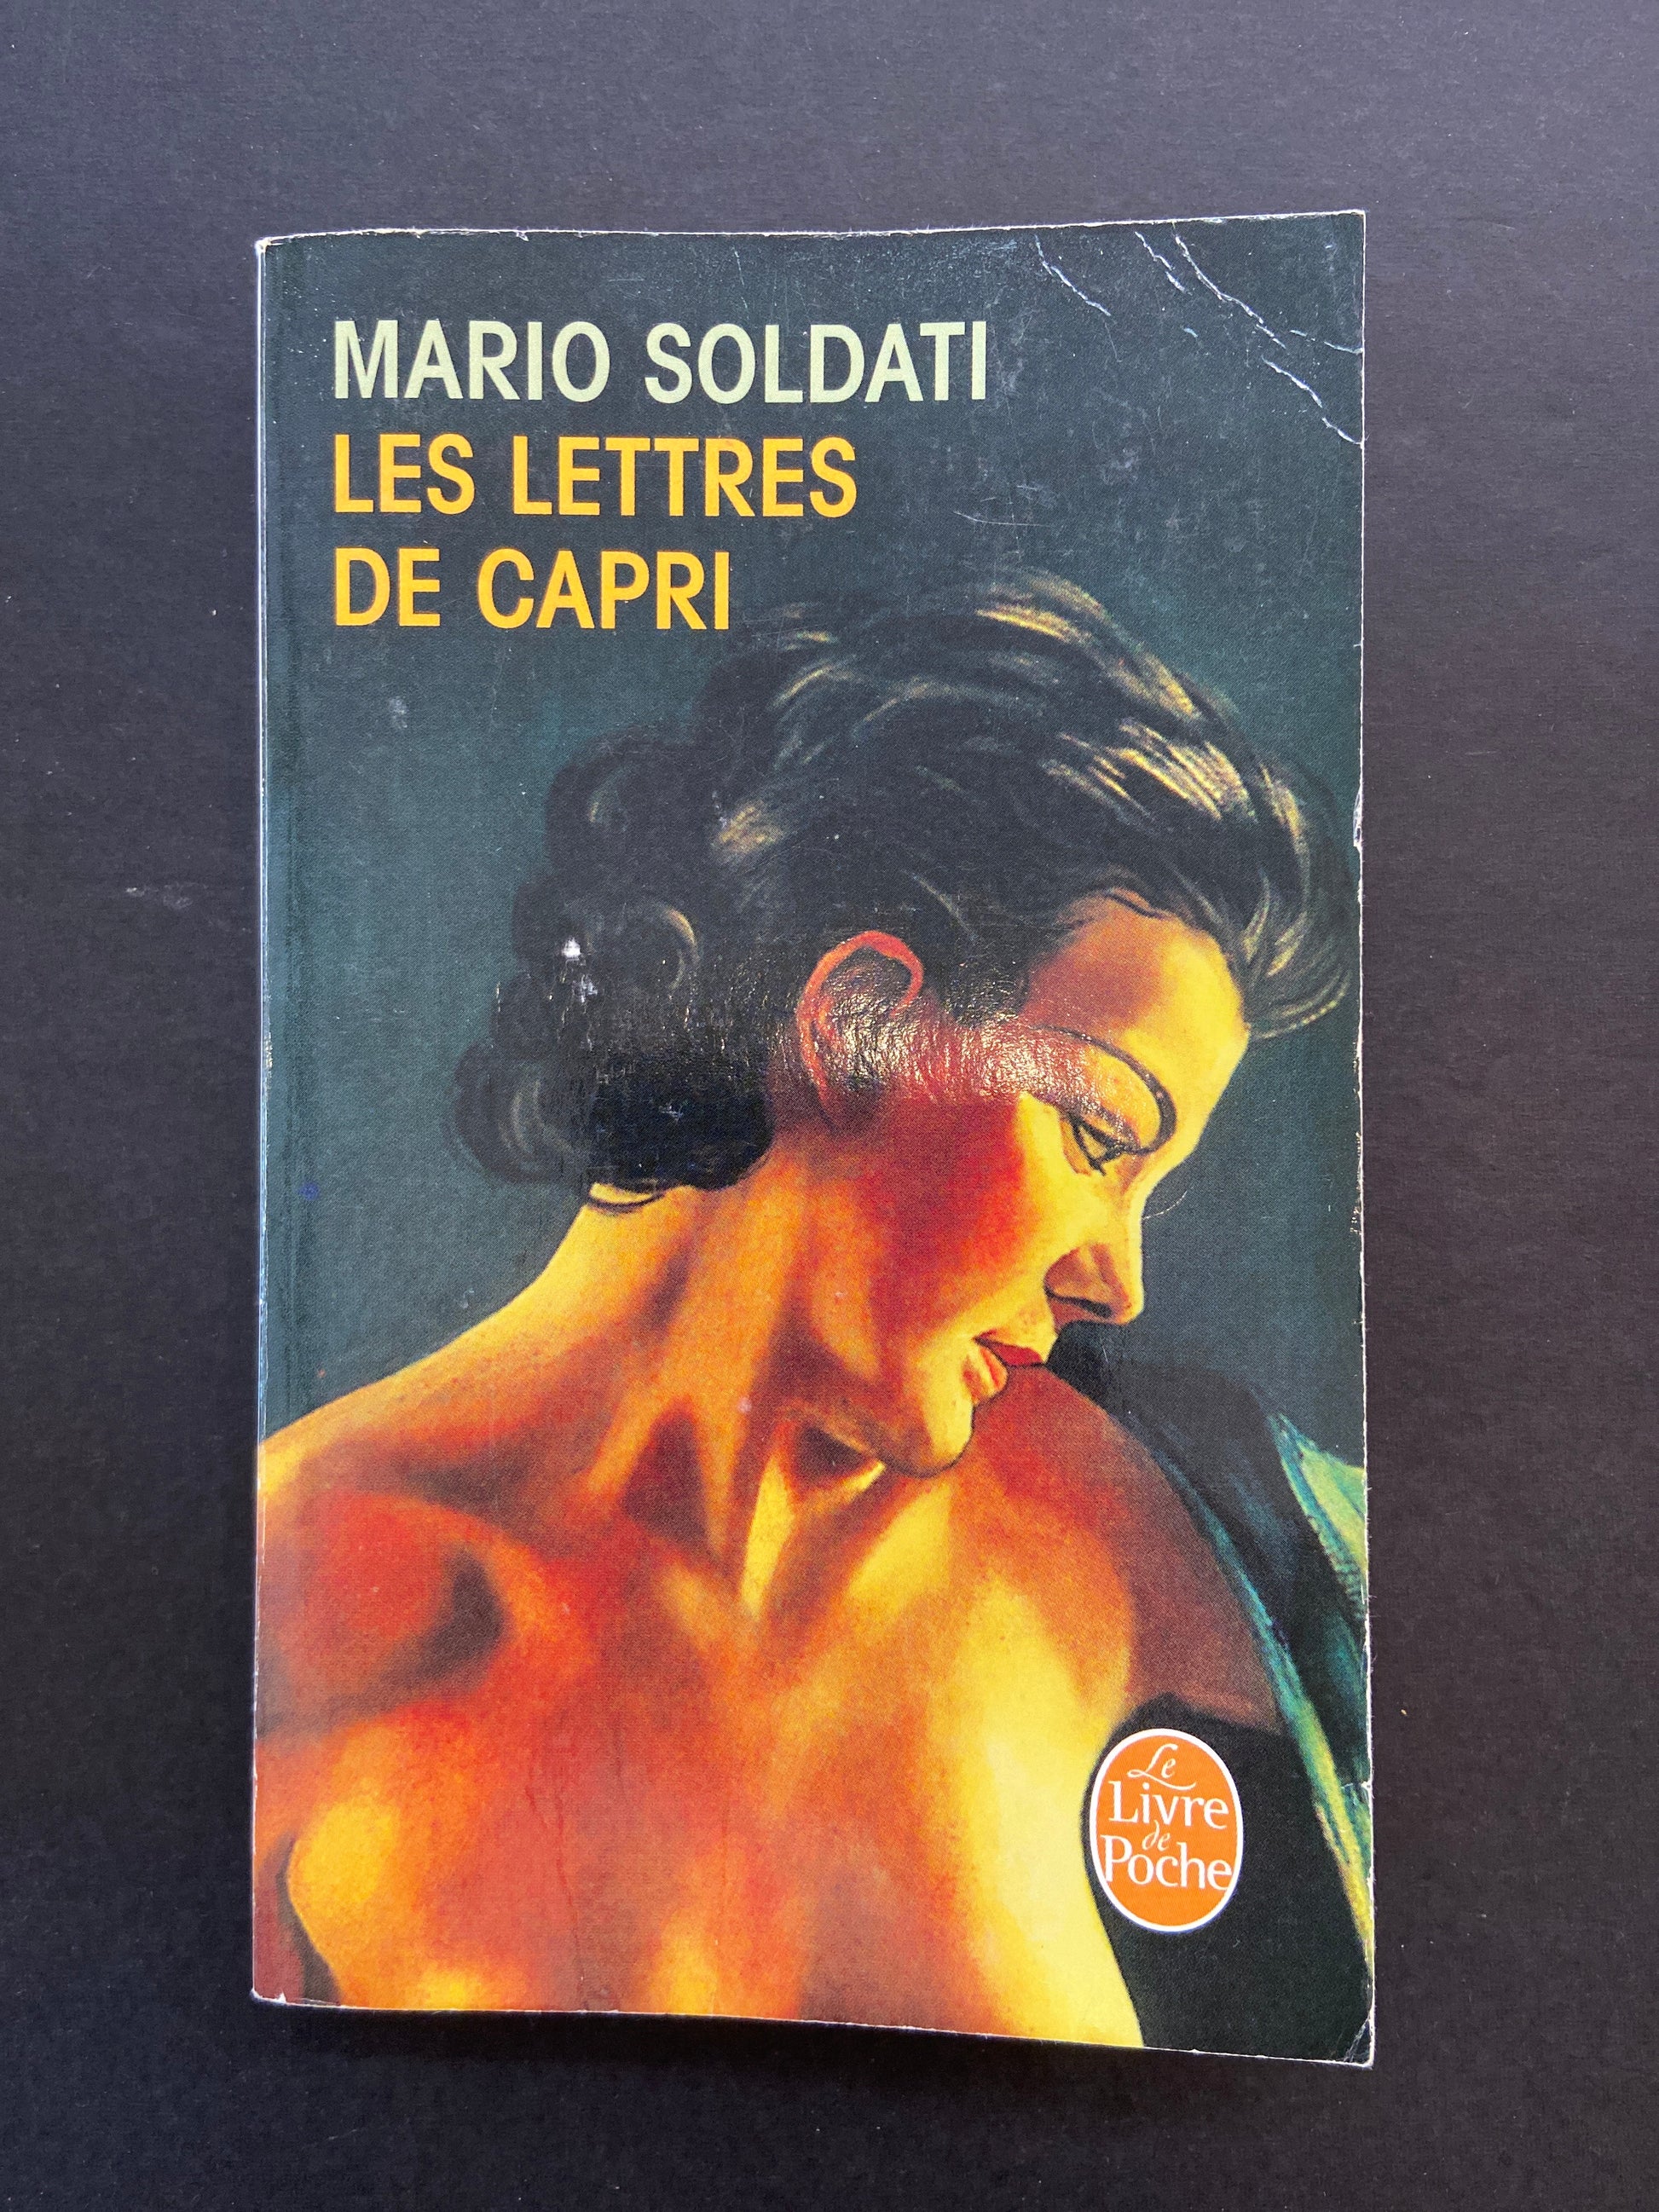 MARIO SOLDATI
LES LETTRES
DE CAPRI
Le
Livre
de
Poche